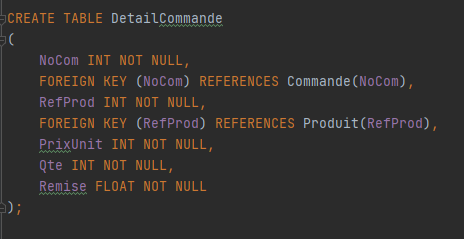 CREATE TABLE DetailCommande
(
NoCom INT NOT NULL,
FOREIGN KEY (NoCom) REFERENCES Commande(NoCom),
RefProd INT NOT NULL,
FOREIGN KEY (RefProd) REFERENCES Produit(RefProd),
PrixUnit INT NOT NULL,
Qte INT NOT NULL,
Remise FLOAT NOT NULL
);